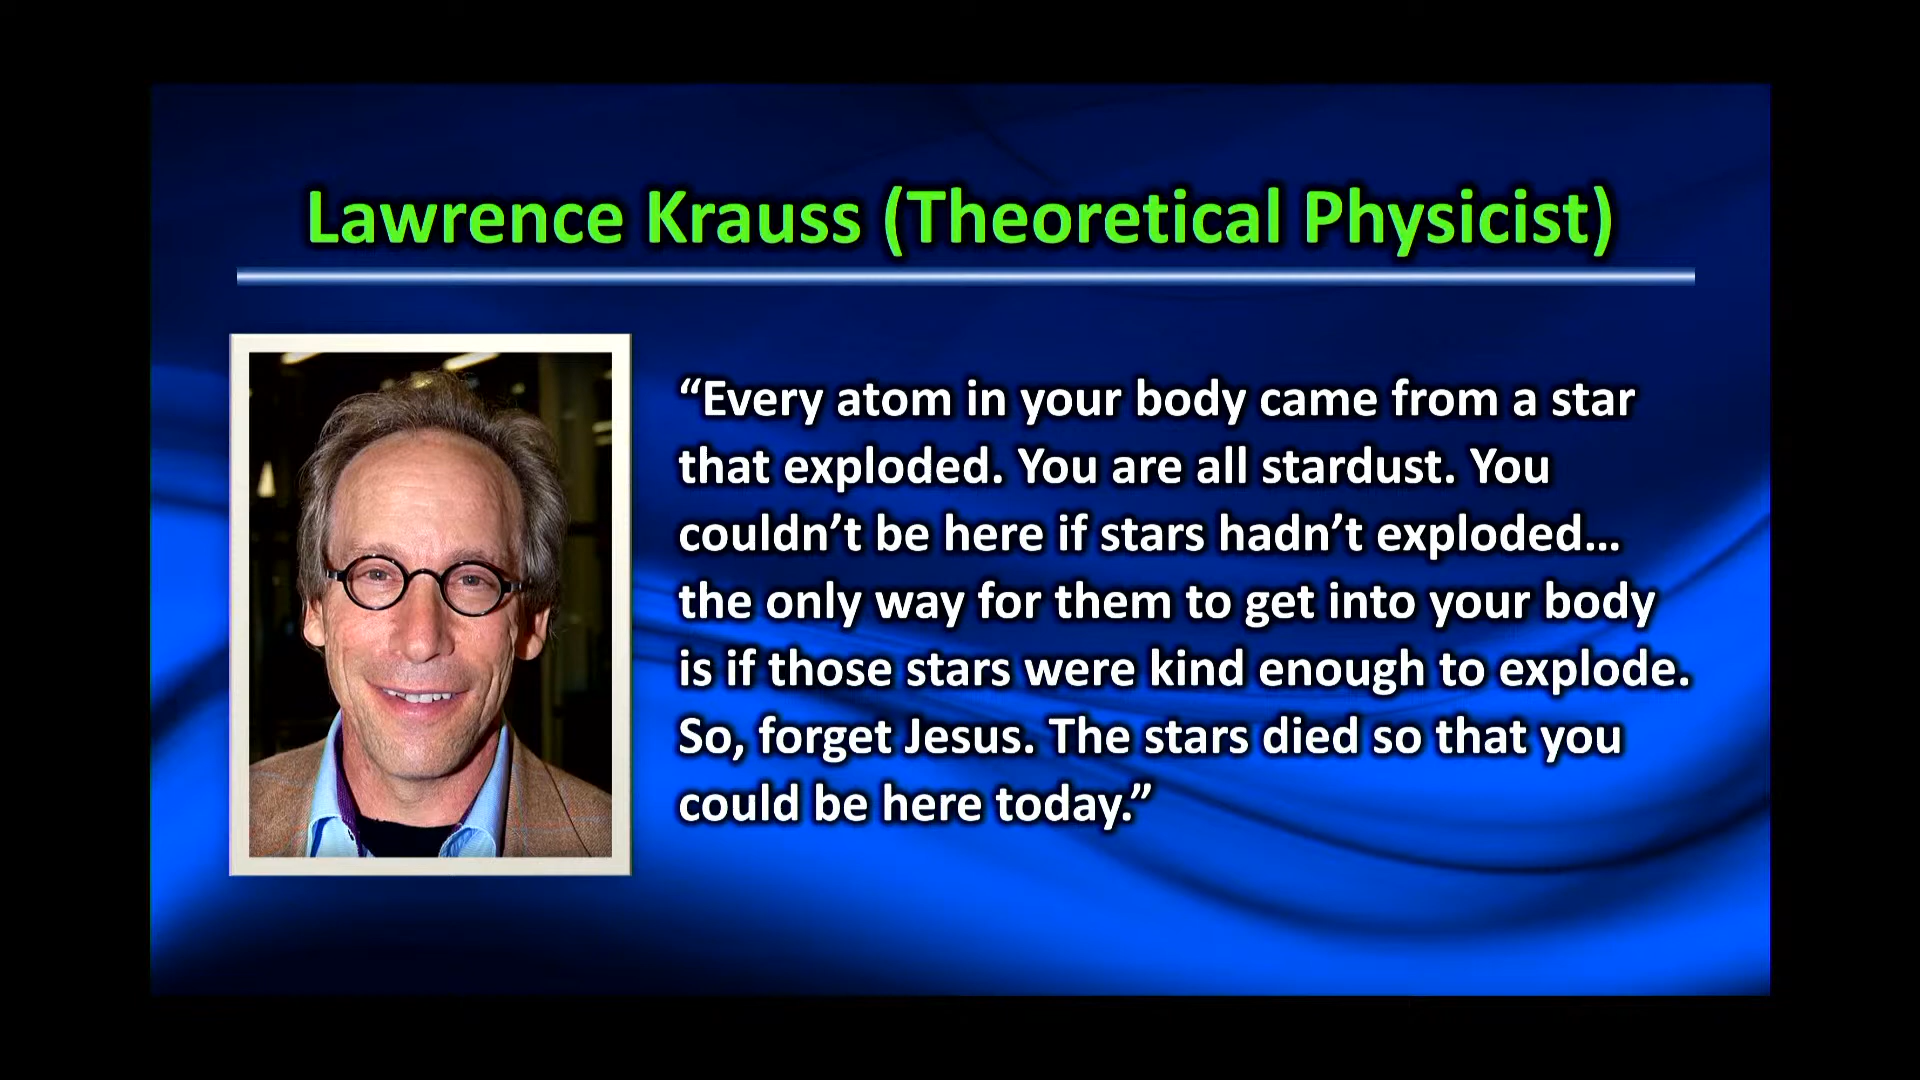 Lawrence Krauss (Theoretical Physicist)
“Every atom in your body came from a star
that exploded. You are all stardust. You
couldn’t be here if stars hadn’t exploded…
the only way for them to get into your body
is if those stars were kind enough to explode.
So, forget Jesus. The stars died so that you
could be here today.”